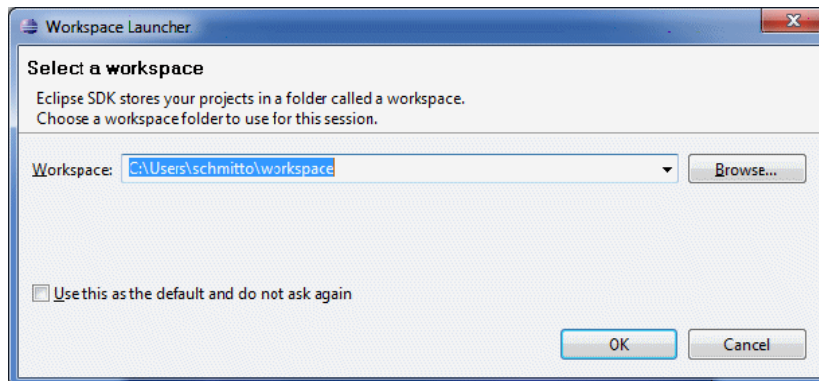 Workspace Launcher
Select a workspace
Eclipse SDK stores your projects in a folder called a workspace.
Choose a workspace folder to use for this session.
Workspace: C:\Users\schmitto\workspace Browse...
Use this as the default and do not ask again
OK Cancel